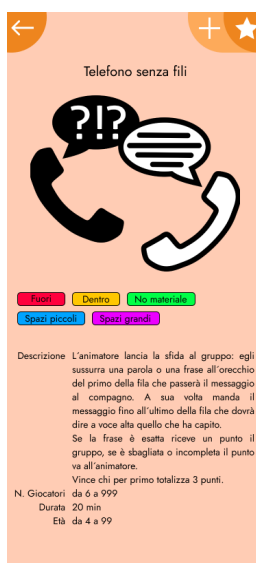 Telefono senza fili
?!?
Fuori Dentro No materiale
Spazi piccoli Spazi grandi
Descrizione L´animatore lancia la sfida al gruppo: egli
sussurra una parola o una frase all´orecchio
del primo della fila che passerà il messaggio
al compagno. A sua volta manda il
messaggio fino all´ultimo della fila che dovrà
dire a voce alta quello che ha capito.
Se la frase è esatta riceve un punto il
gruppo, se è sbagliata o incompleta il punto
va all´animatore.
Vince chi per primo totalizza 3 punti.
N. Giocatori da 6 a 999
Durata 20 min
Età da 4 a 99